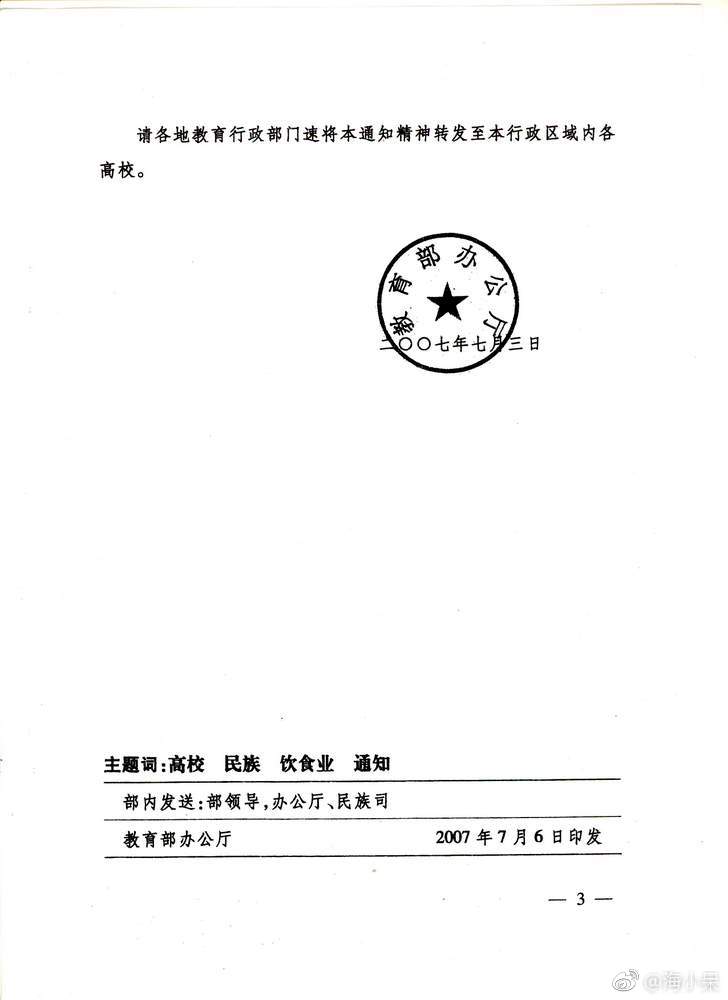 请各地教育行政部门速将本通知精神转发至本行政区域内各
高校。
教育部办公厅
二〇〇七年七月三日
主题词:高校 民族 饮食业 通知
部内发送:部领导,办公厅、民族司
教育部办公厅 2007年7月6日印发
— 3 —
@海小呆